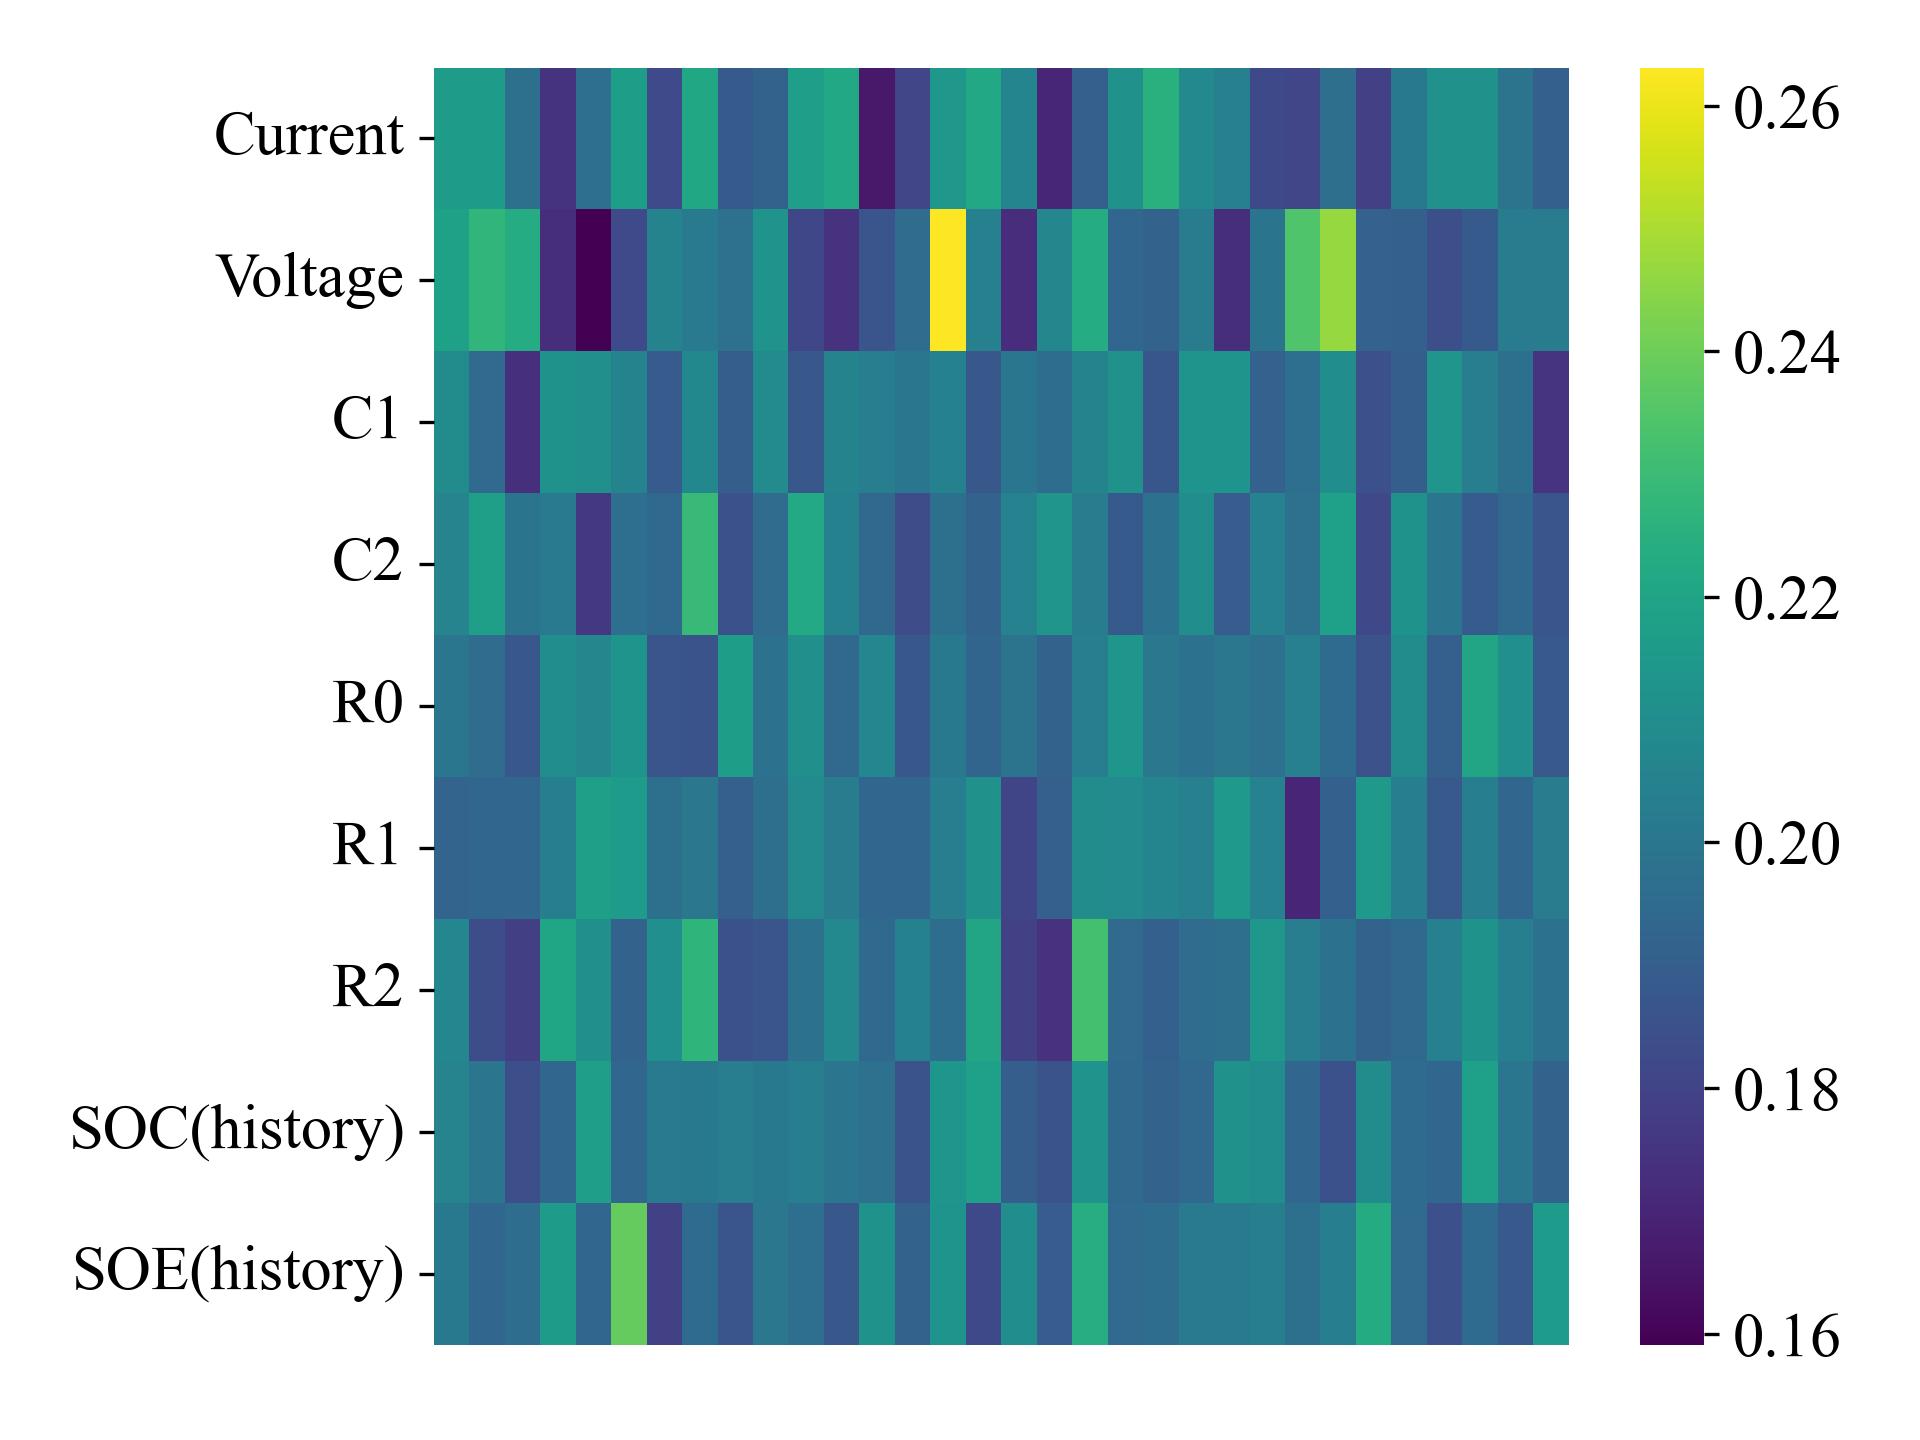 Current
Voltage
C1
C2
R0
R1
R2
SOC(history)
SOE(history)
0.26
0.24
0.22
0.20
0.18
0.16